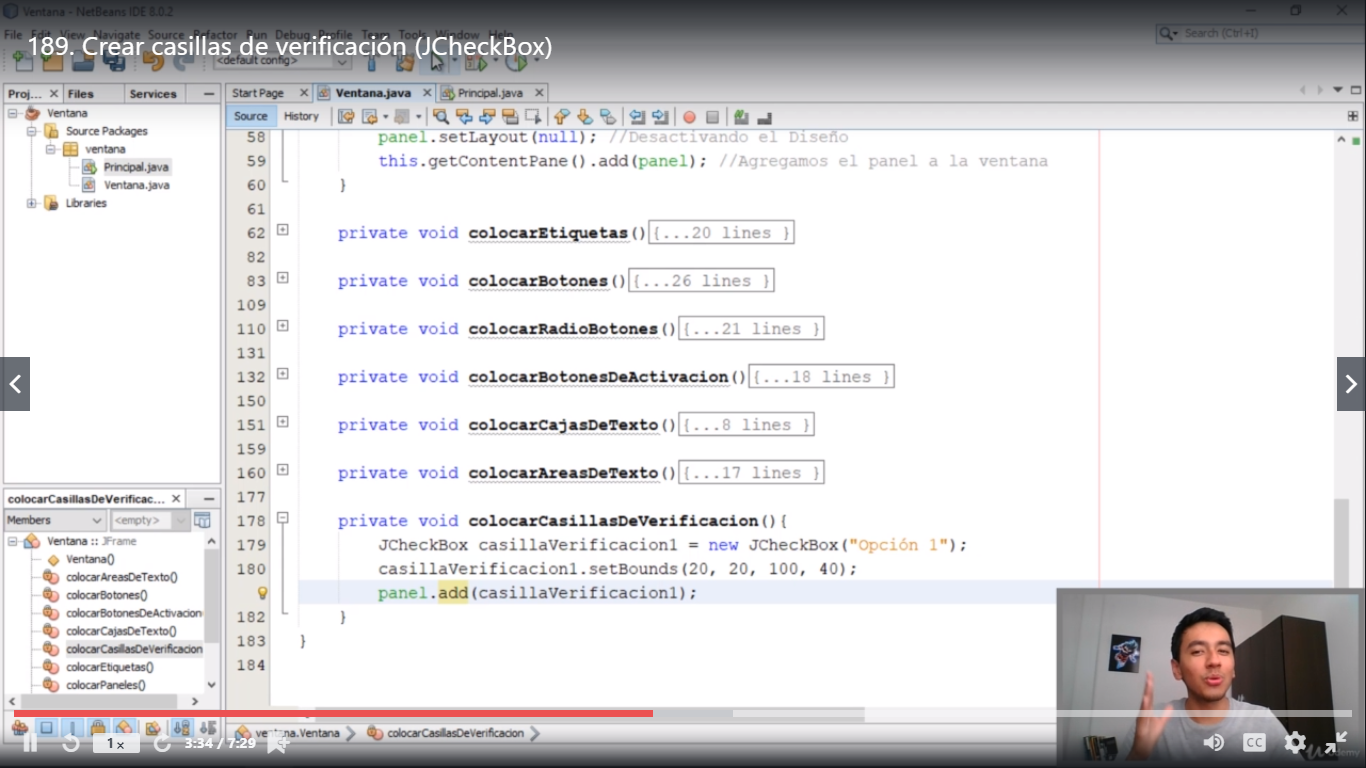 Ventana - NetBeans IDE 8.0.2
File Edit View Navigate Source Refactor Run Debug Profile Team Tools Window Help
Search (Ctrl+I)
189. Crear casillas de verificación (JCheckBox)
<default config>
Proj... Files Services
Start Page Ventana.java Principal.java
Source History
Ventana
Source Packages
ventana
Principal.java
Ventana.java
Libraries
58 panel.setLayout(null); //Desactivando el Diseño
59 this.getContentPane().add(panel); //Agregamos el panel a la ventana
60 }
61
62 private void colocarEtiquetas(){...20 lines }
82
83 private void colocarBotones(){...26 lines }
109
110 private void colocarRadioBotones(){...21 lines }
131
132 private void colocarBotonesDeActivacion(){...18 lines }
150
151 private void colocarCajasDeTexto(){...8 lines }
159
160 private void colocarAreasDeTexto(){...17 lines }
177
178 private void colocarCasillasDeVerificacion(){
179 JCheckBox casillaVerificacion1 = new JCheckBox("Opción 1");
180 casillaVerificacion1.setBounds(20, 20, 100, 40);
panel.add(casillaVerificacion1);
182 }
183 }
184
colocarCasillasDeVerificac...
Members <empty>
Ventana :: JFrame
Ventana()
colocarAreasDeTexto()
colocarBotones()
colocarBotonesDeActivacion
colocarCajasDeTexto()
colocarCasillasDeVerificacion
colocarEtiquetas()
colocarPaneles()
ventana.Ventana colocarCasillasDeVerificacion
1x 3:34 / 7:29
CC